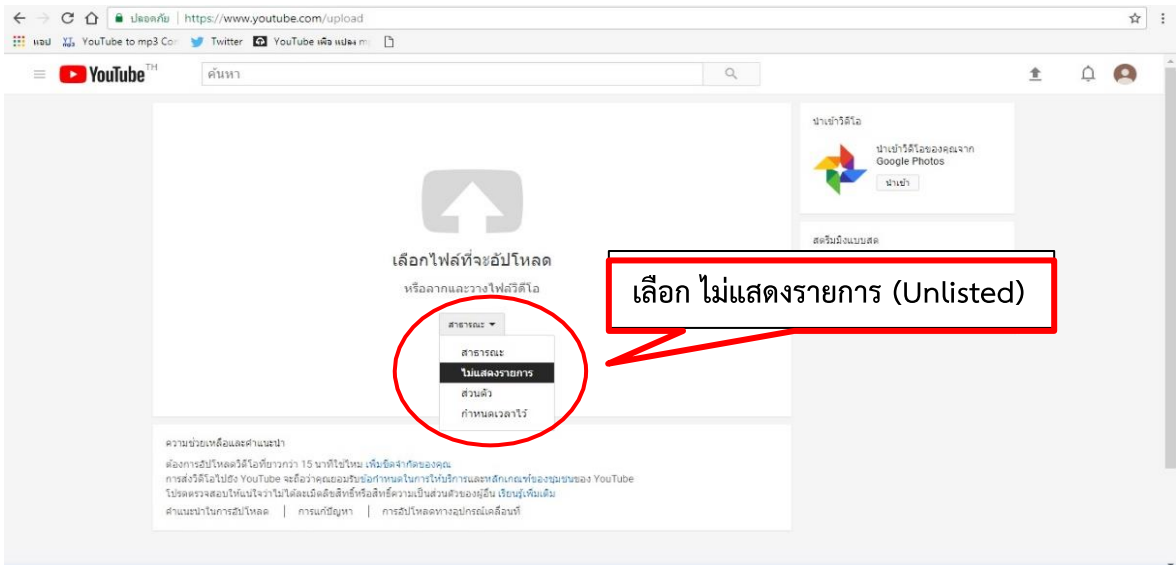 ปลอดภัย | https://www.youtube.com/upload
แอป YouTube to mp3 Con Twitter YouTube เพื่อ แปลง m
YouTube TH
ค้นหา
เลือกไฟล์ที่จะอัปโหลด
หรือลากและวางไฟล์วิดีโอ
สาธารณะ
สาธารณะ
ไม่แสดงรายการ
ส่วนตัว
กำหนดเวลาไว้
นำเข้าวิดีโอ
นำเข้าวิดีโอของคุณจาก
Google Photos
นำเข้า
สตรีมมิงแบบสด
เลือก ไม่แสดงรายการ (Unlisted)
ความช่วยเหลือและคำแนะนำ
ต้องการอัปโหลดวิดีโอที่ยาวกว่า 15 นาทีใช่ไหม เพิ่มขีดจำกัดของคุณ
การส่งวิดีโอไปยัง YouTube จะถือว่าคุณยอมรับข้อกำหนดในการให้บริการและหลักเกณฑ์ของชุมชนของ YouTube
โปรดตรวจสอบให้แน่ใจว่าไม่ได้ละเมิดลิขสิทธิ์หรือสิทธิ์ความเป็นส่วนตัวของผู้อื่น เรียนรู้เพิ่มเติม
คำแนะนำในการอัปโหลด | การแก้ปัญหา | การอัปโหลดทางอุปกรณ์เคลื่อนที่